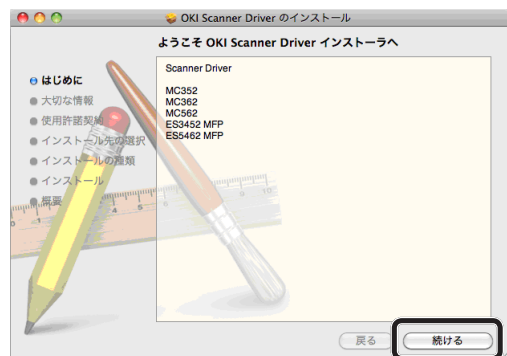 OKI Scanner Driver のインストール
ようこそ OKI Scanner Driver インストーラへ
はじめに
大切な情報
使用許諾契約
インストール先の選択
インストールの種類
インストール
概要
Scanner Driver
MC352
MC362
MC562
ES3452 MFP
ES5462 MFP
戻る
続ける